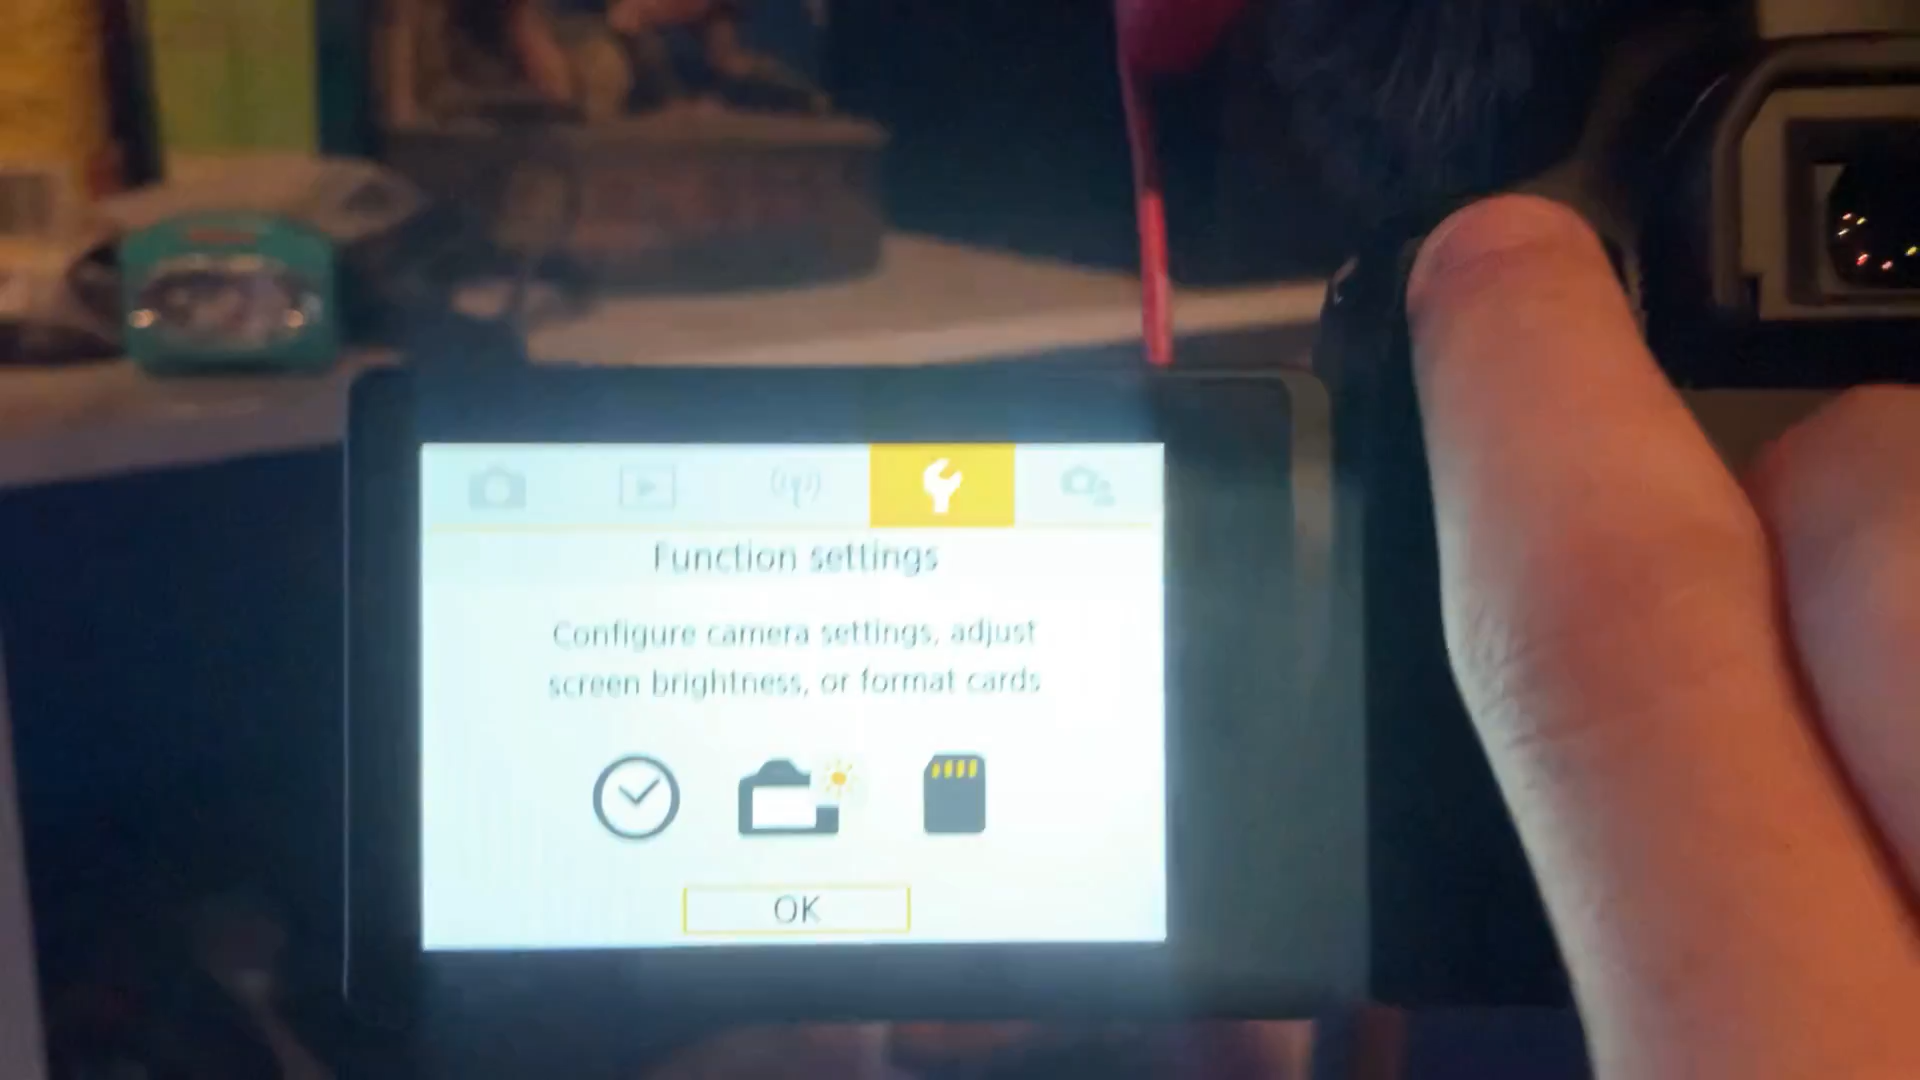 Function settings
Configure camera settings, adjust
screen brightness, or format cards
OK